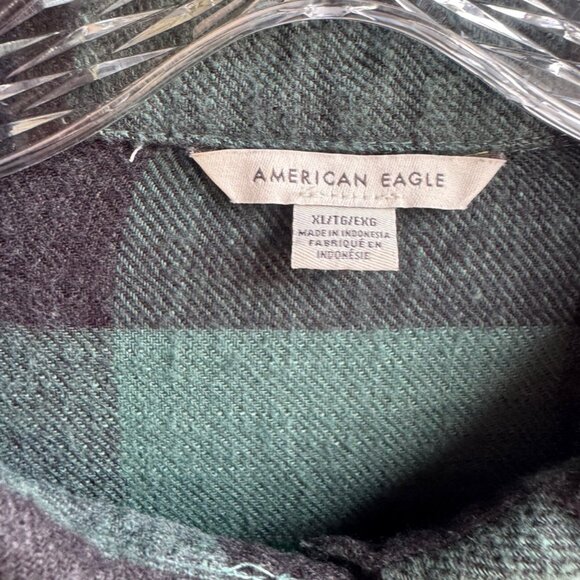 AMERICAN EAGLE
XL/TG/EXG
MADE IN INDONESIA
FABRIQUÉ EN
INDONÉSIE